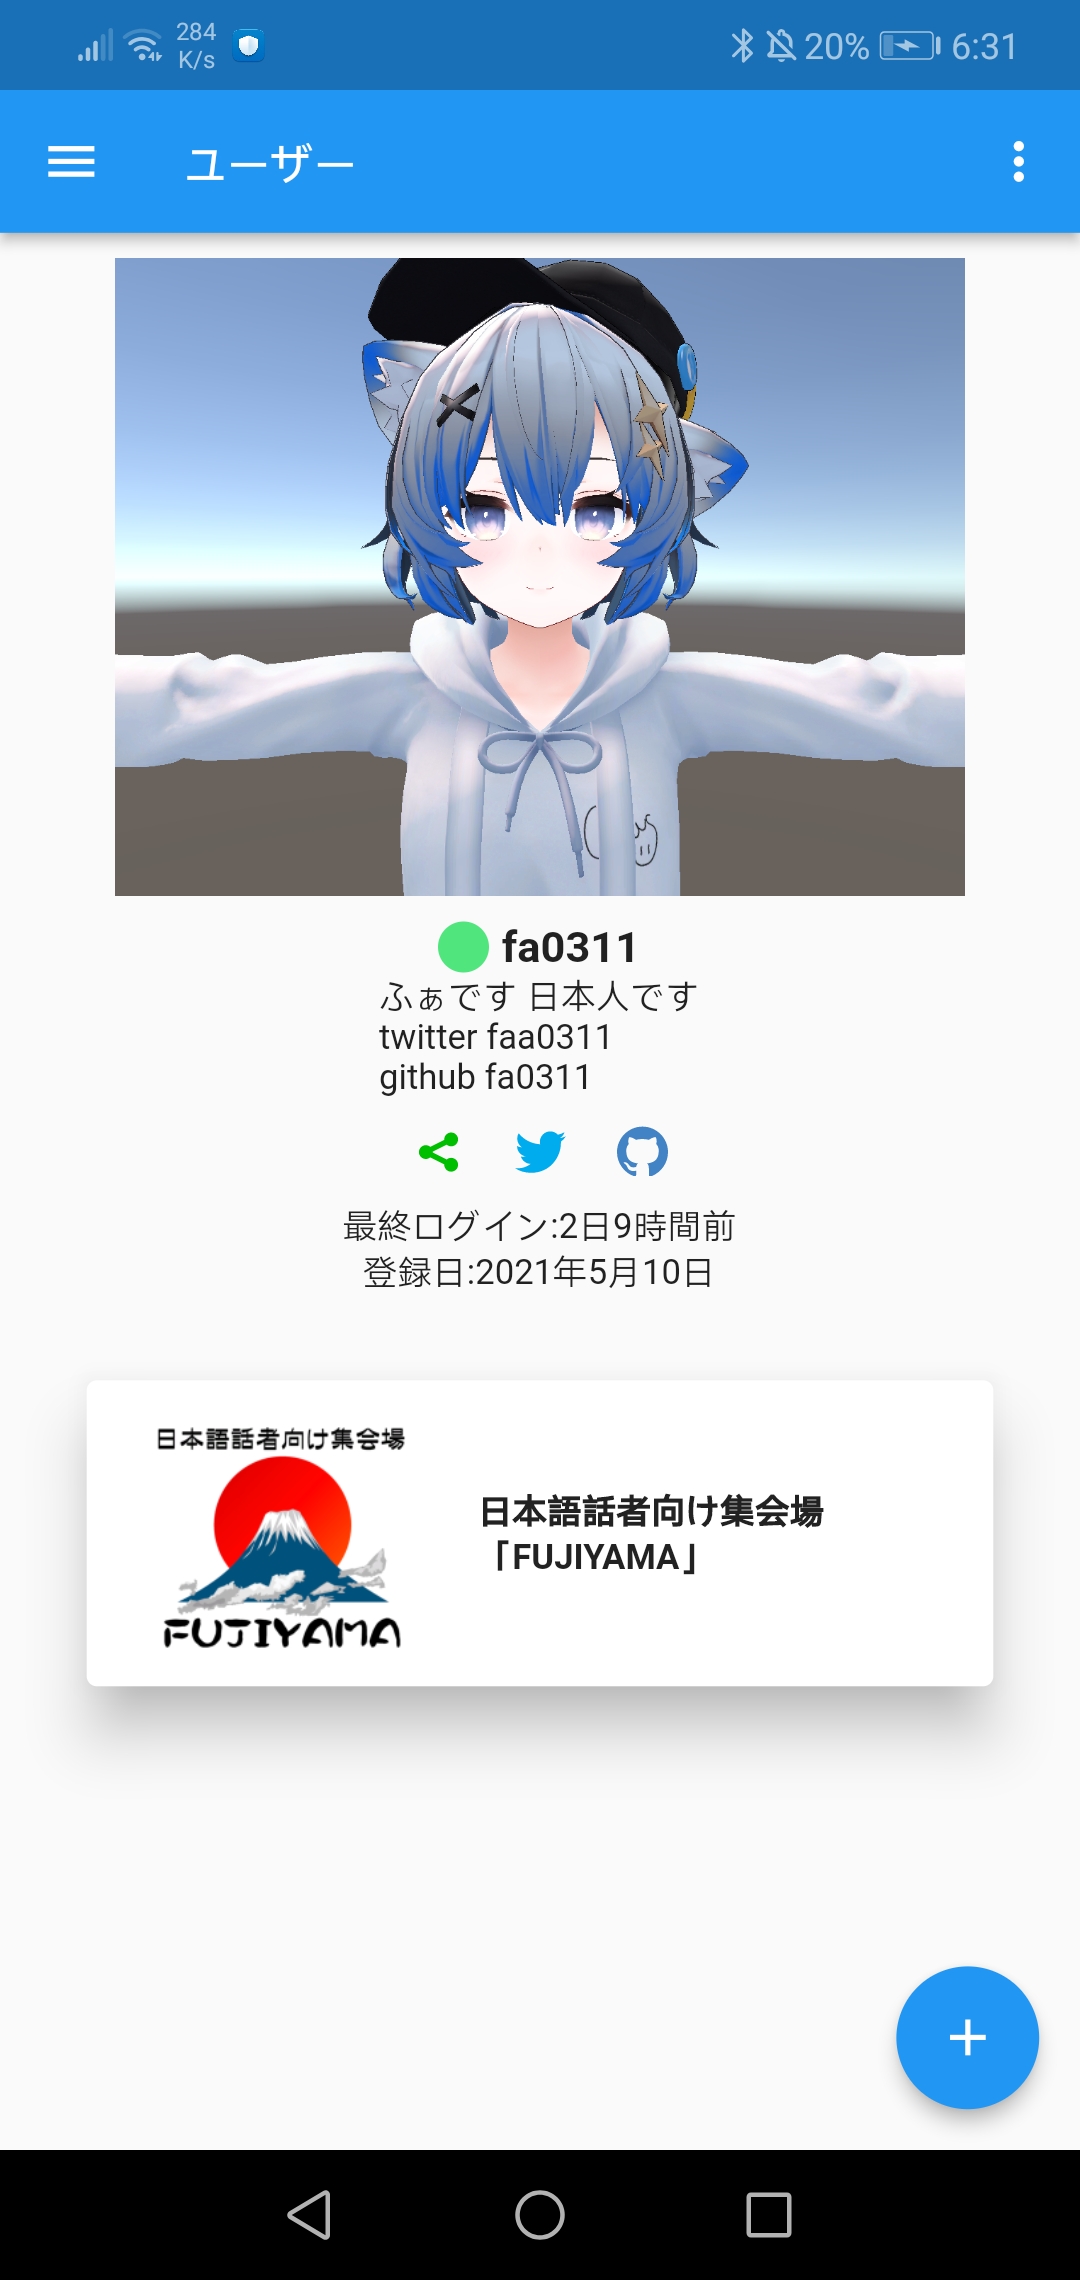 284
K/s
20%
6:31
ユーザー
fa0311
ふぁです 日本人です
twitter faa0311
github fa0311
最終ログイン:2日9時間前
登録日:2021年5月10日
日本語話者向け集会場
FUJIYAMA
日本語話者向け集会場
「FUJIYAMA」